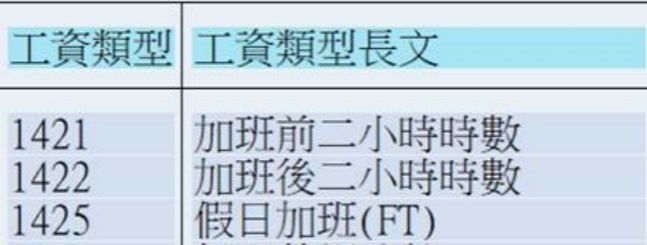 工資類型 工資類型長文
1421 加班前二小時時數
1422 加班後二小時時數
1425 假日加班(FT)